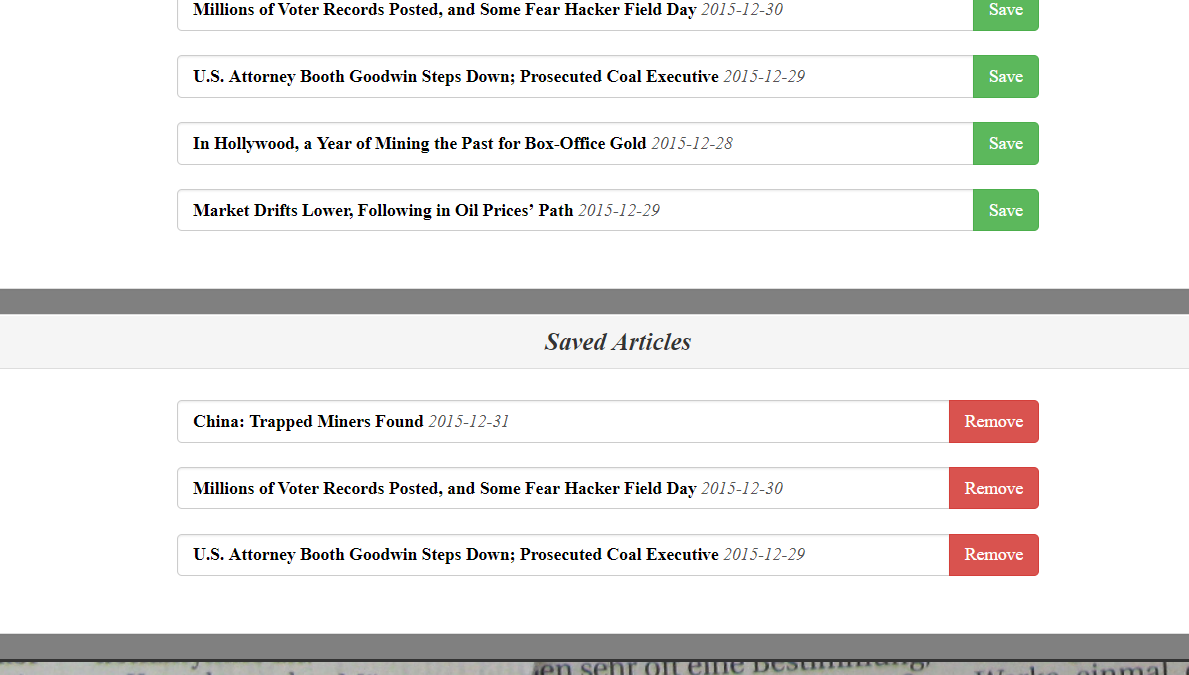 Millions of Voter Records Posted, and Some Fear Hacker Field Day 2015-12-30 Save
U.S. Attorney Booth Goodwin Steps Down; Prosecuted Coal Executive 2015-12-29 Save
In Hollywood, a Year of Mining the Past for Box-Office Gold 2015-12-28 Save
Market Drifts Lower, Following in Oil Prices’ Path 2015-12-29 Save
Saved Articles
China: Trapped Miners Found 2015-12-31 Remove
Millions of Voter Records Posted, and Some Fear Hacker Field Day 2015-12-30 Remove
U.S. Attorney Booth Goodwin Steps Down; Prosecuted Coal Executive 2015-12-29 Remove
sehr oft eine Bestimmung,
einmal